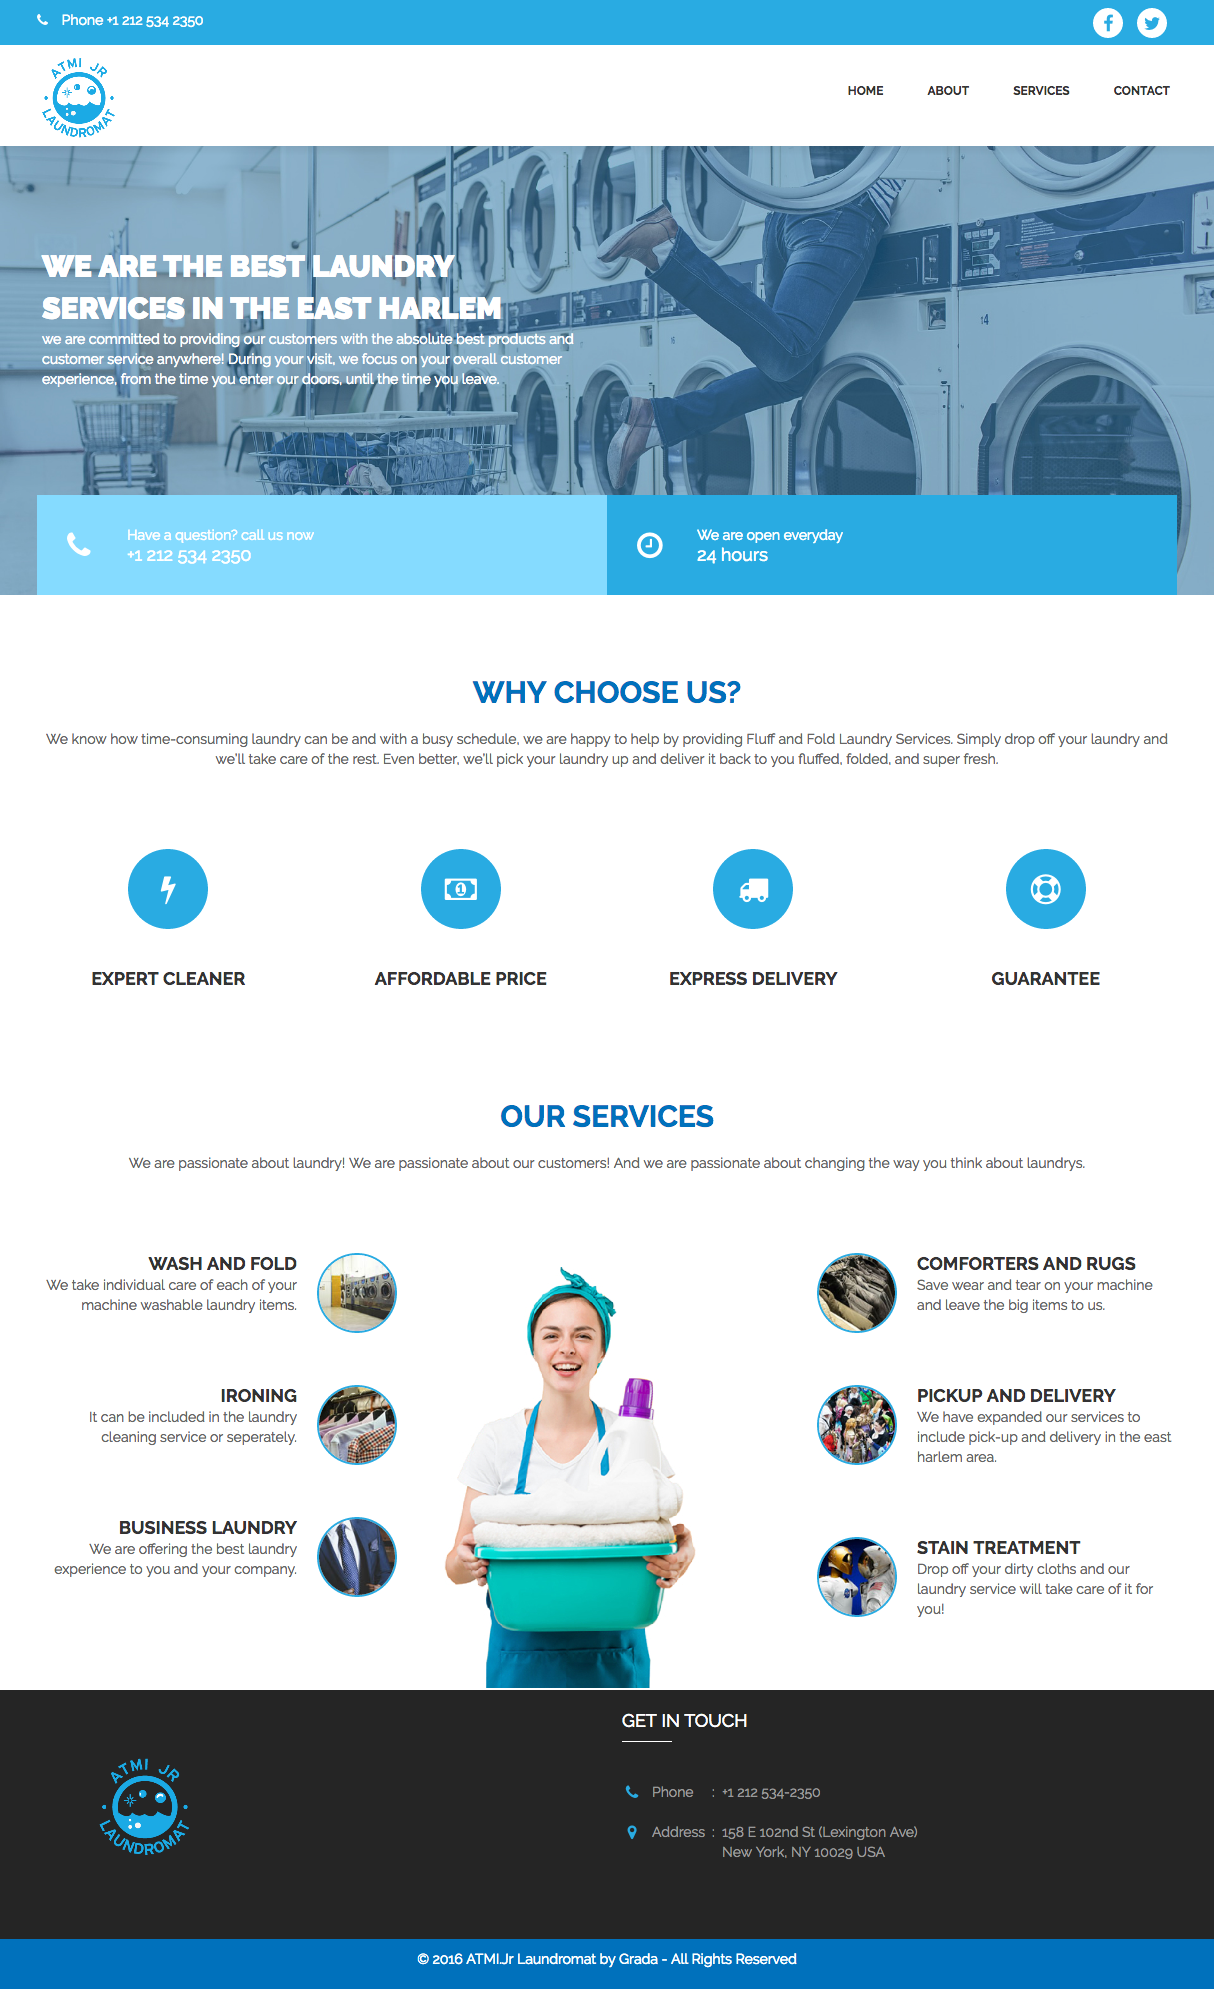 Phone +1 212 534 2350
ATMI JR
LAUNDROMAT
HOME ABOUT SERVICES CONTACT
WE ARE THE BEST LAUNDRY
SERVICES IN THE EAST HARLEM
we are committed to providing our customers with the absolute best products and
customer service anywhere! During your visit, we focus on your overall customer
experience, from the time you enter our doors, until the time you leave.
14
Have a question? call us now
+1 212 534 2350
We are open everyday
24 hours
WHY CHOOSE US?
We know how time-consuming laundry can be and with a busy schedule, we are happy to help by providing Fluff and Fold Laundry Services. Simply drop off your laundry and
we'll take care of the rest. Even better, we'll pick your laundry up and deliver it back to you fluffed, folded, and super fresh.
1
EXPERT CLEANER
AFFORDABLE PRICE
EXPRESS DELIVERY
GUARANTEE
OUR SERVICES
We are passionate about laundry! We are passionate about our customers! And we are passionate about changing the way you think about laundrys.
WASH AND FOLD
We take individual care of each of your
machine washable laundry items.
IRONING
It can be included in the laundry
cleaning service or seperately.
BUSINESS LAUNDRY
We are offering the best laundry
experience to you and your company.
COMFORTERS AND RUGS
Save wear and tear on your machine
and leave the big items to us.
PICKUP AND DELIVERY
We have expanded our services to
include pick-up and delivery in the east
harlem area.
STAIN TREATMENT
Drop off your dirty cloths and our
laundry service will take care of it for
you!
ATMI JR
LAUNDROMAT
GET IN TOUCH
Phone : +1 212 534-2350
Address : 158 E 102nd St (Lexington Ave)
New York, NY 10029 USA
© 2016 ATMI.Jr Laundromat by Grada - All Rights Reserved